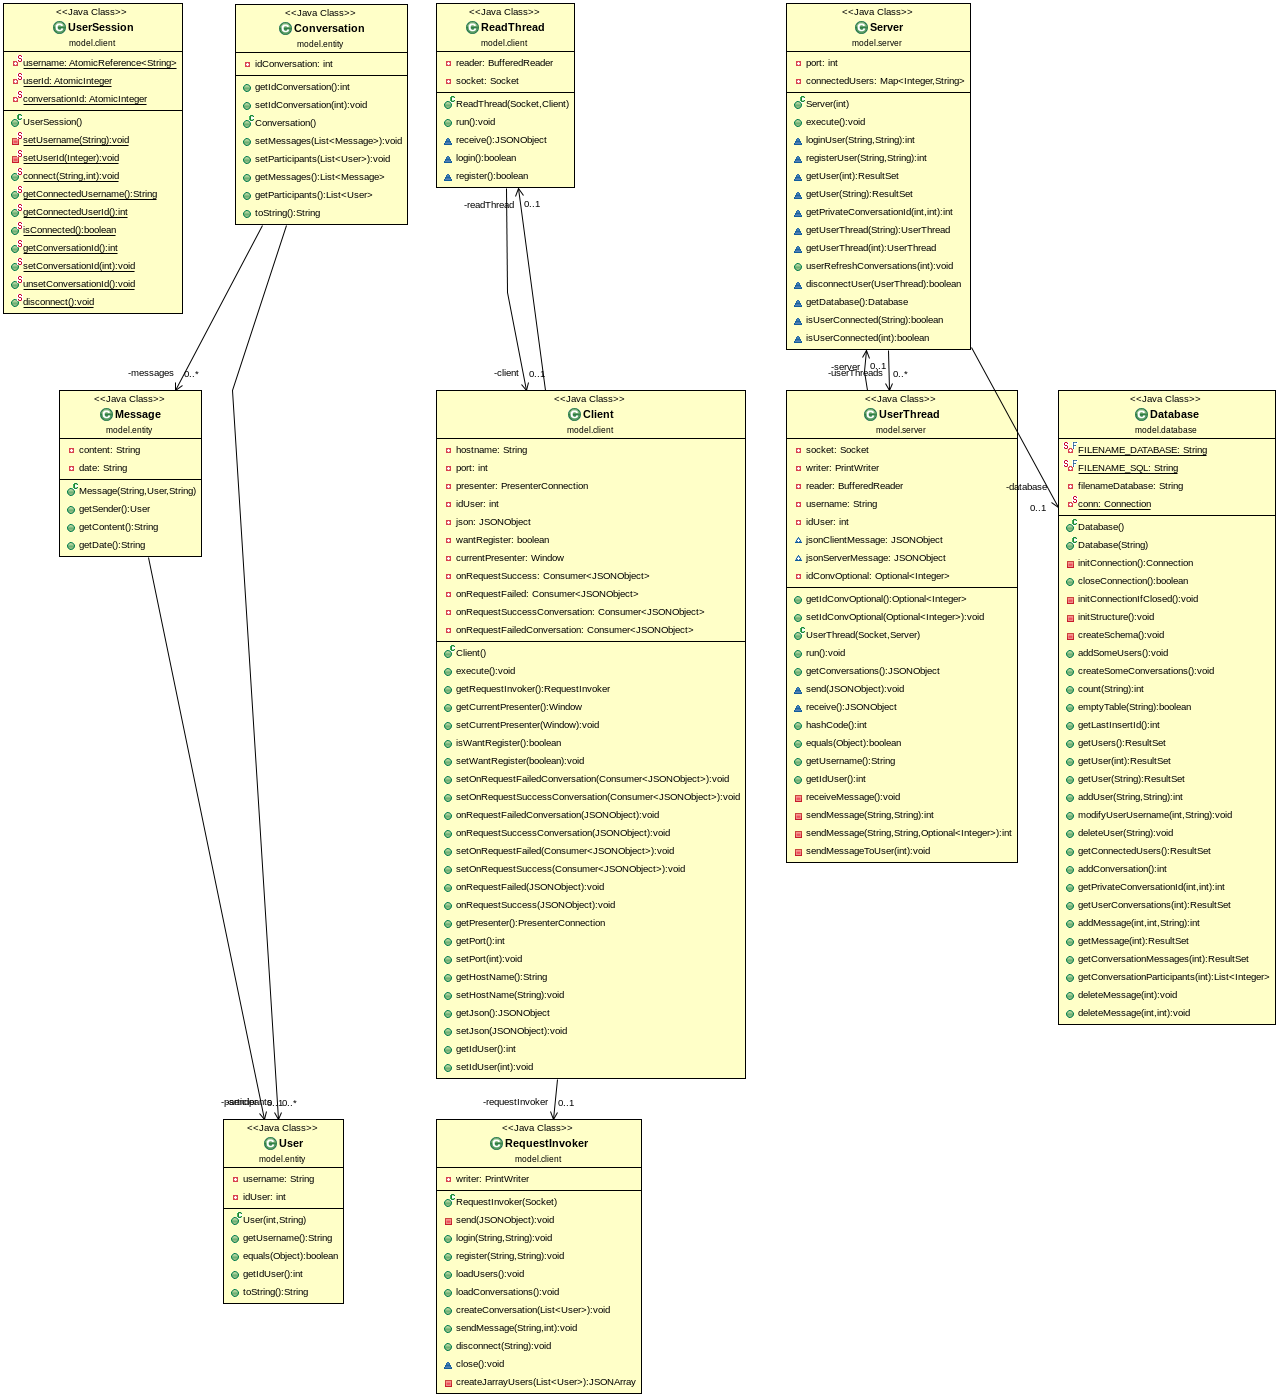 <<Java Class>>
UserSession
model.client
username: AtomicReference<String>
userId: AtomicInteger
conversationId: AtomicInteger
UserSession()
setUsername(String):void
setUserId(Integer):void
connect(String,int):void
getConnectedUsername():String
getConnectedUserId():int
isConnected():boolean
getConversationId():int
setConversationId(int):void
unsetConversationId():void
disconnect():void
<<Java Class>>
Conversation
model.entity
idConversation: int
getIdConversation():int
setIdConversation(int):void
Conversation()
setMessages(List<Message>):void
setParticipants(List<User>):void
getMessages():List<Message>
getParticipants():List<User>
toString():String
<<Java Class>>
ReadThread
model.client
reader: BufferedReader
socket: Socket
ReadThread(Socket,Client)
run():void
receive():JSONObject
login():boolean
register():boolean
<<Java Class>>
Server
model.server
port: int
connectedUsers: Map<Integer,String>
Server(int)
execute():void
loginUser(String,String):int
registerUser(String,String):int
getUser(int):ResultSet
getUser(String):ResultSet
getPrivateConversationId(int,int):int
getUserThread(String):UserThread
getUserThread(int):UserThread
userRefreshConversations(int):void
disconnectUser(UserThread):boolean
getDatabase():Database
isUserConnected(String):boolean
isUserConnected(int):boolean
-readThread 0..1
-messages 0..*
-client 0..1
-server 0..1
-userThreads 0..*
-database
0..1
<<Java Class>>
Message
model.entity
content: String
date: String
Message(String,User,String)
getSender():User
getContent():String
getDate():String
<<Java Class>>
Client
model.client
hostname: String
port: int
presenter: PresenterConnection
idUser: int
json: JSONObject
wantRegister: boolean
currentPresenter: Window
onRequestSuccess: Consumer<JSONObject>
onRequestFailed: Consumer<JSONObject>
onRequestSuccessConversation: Consumer<JSONObject>
onRequestFailedConversation: Consumer<JSONObject>
Client()
execute():void
getRequestInvoker():RequestInvoker
getCurrentPresenter():Window
setCurrentPresenter(Window):void
isWantRegister():boolean
setWantRegister(boolean):void
setOnRequestFailedConversation(Consumer<JSONObject>):void
setOnRequestSuccessConversation(Consumer<JSONObject>):void
onRequestFailedConversation(JSONObject):void
onRequestSuccessConversation(JSONObject):void
setOnRequestFailed(Consumer<JSONObject>):void
setOnRequestSuccess(Consumer<JSONObject>):void
onRequestFailed(JSONObject):void
onRequestSuccess(JSONObject):void
getPresenter():PresenterConnection
getPort():int
setPort(int):void
getHostName():String
setHostName(String):void
getJson():JSONObject
setJson(JSONObject):void
getIdUser():int
setIdUser(int):void
<<Java Class>>
UserThread
model.server
socket: Socket
writer: PrintWriter
reader: BufferedReader
username: String
idUser: int
jsonClientMessage: JSONObject
jsonServerMessage: JSONObject
idConvOptional: Optional<Integer>
getIdConvOptional():Optional<Integer>
setIdConvOptional(Optional<Integer>):void
UserThread(Socket,Server)
run():void
getConversations():JSONObject
send(JSONObject):void
receive():JSONObject
hashCode():int
equals(Object):boolean
getUsername():String
getIdUser():int
receiveMessage():void
sendMessage(String,String):int
sendMessage(String,String,Optional<Integer>):int
sendMessageToUser(int):void
<<Java Class>>
Database
model.database
FILENAME_DATABASE: String
FILENAME_SQL: String
filenameDatabase: String
conn: Connection
Database()
Database(String)
initConnection():Connection
closeConnection():boolean
initConnectionIfClosed():void
initStructure():void
createSchema():void
addSomeUsers():void
createSomeConversations():void
count(String):int
emptyTable(String):boolean
getLastInsertId():int
getUsers():ResultSet
getUser(int):ResultSet
getUser(String):ResultSet
addUser(String,String):int
modifyUserUsername(int,String):void
deleteUser(String):void
getConnectedUsers():ResultSet
addConversation():int
getPrivateConversationId(int,int):int
getUserConversations(int):ResultSet
addMessage(int,int,String):int
getMessage(int):ResultSet
getConversationMessages(int):ResultSet
getConversationParticipants(int):List<Integer>
deleteMessage(int):void
deleteMessage(int,int):void
-participants 0..*
-requestInvoker 0..1
<<Java Class>>
User
model.entity
username: String
idUser: int
User(int,String)
getUsername():String
equals(Object):boolean
getIdUser():int
toString():String
<<Java Class>>
RequestInvoker
model.client
writer: PrintWriter
RequestInvoker(Socket)
send(JSONObject):void
login(String,String):void
register(String,String):void
loadUsers():void
loadConversations():void
createConversation(List<User>):void
sendMessage(String,int):void
disconnect(String):void
close():void
createJarrayUsers(List<User>):JSONArray